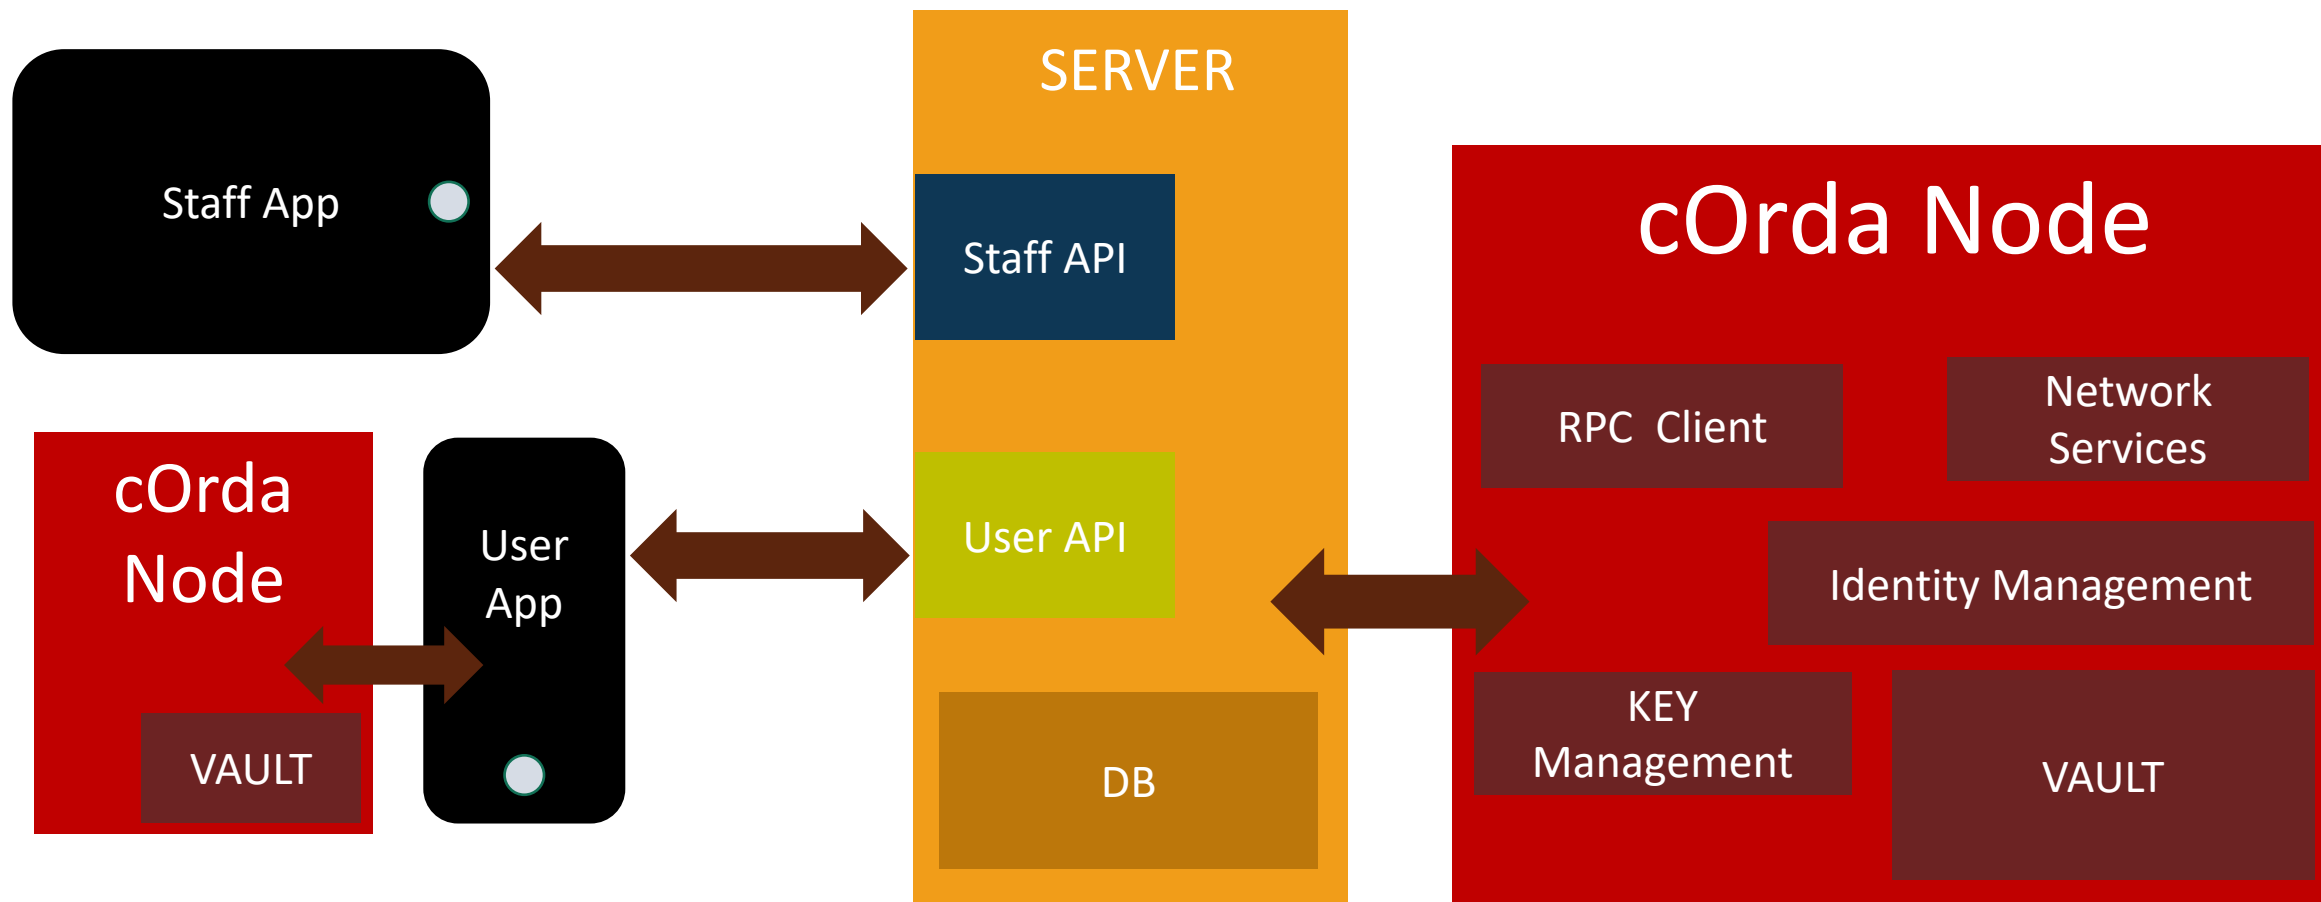 SERVER
Staff App
Staff API
cOrda Node
RPC  Client
Network
Services
cOrda
Node
User
App
User API
Identity Management
KEY
Management
VAULT
DB
VAULT